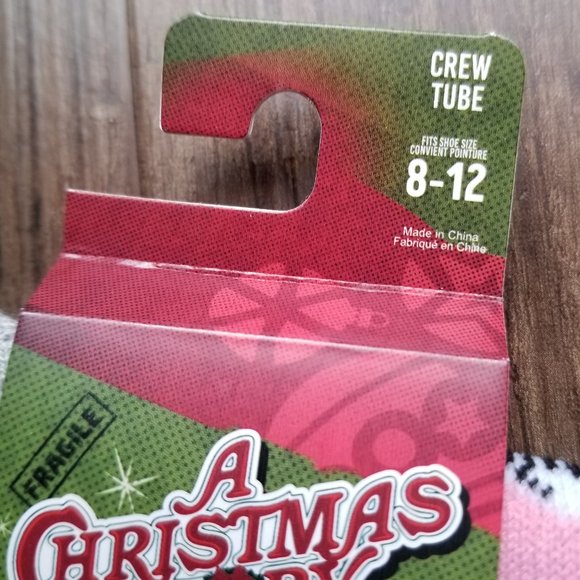 CREW
TUBE
FITS SHOE SIZE
CONVIENT POINTURE
8-12
Made in China
Fabriqué en Chine
FRAGILE
A
CHRISTMAS